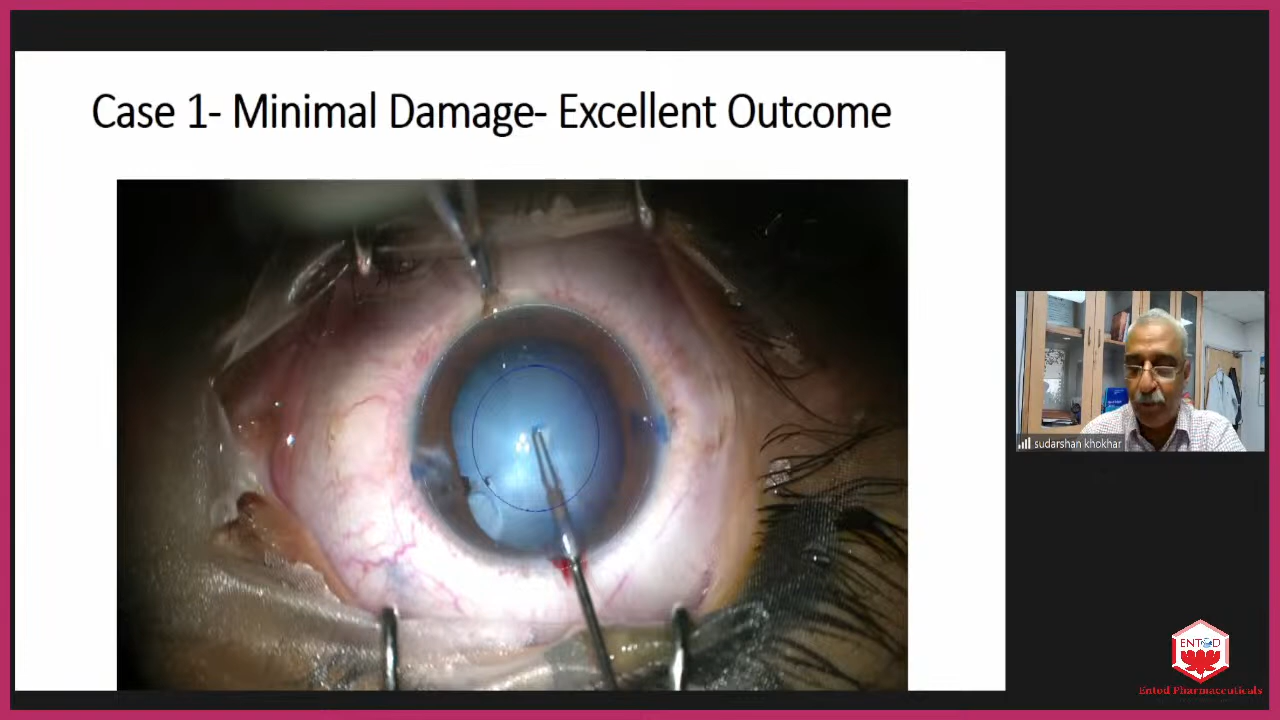 Case 1- Minimal Damage- Excellent Outcome
sudarshan khokhar
ENTOD
Entod Pharmaceuticals